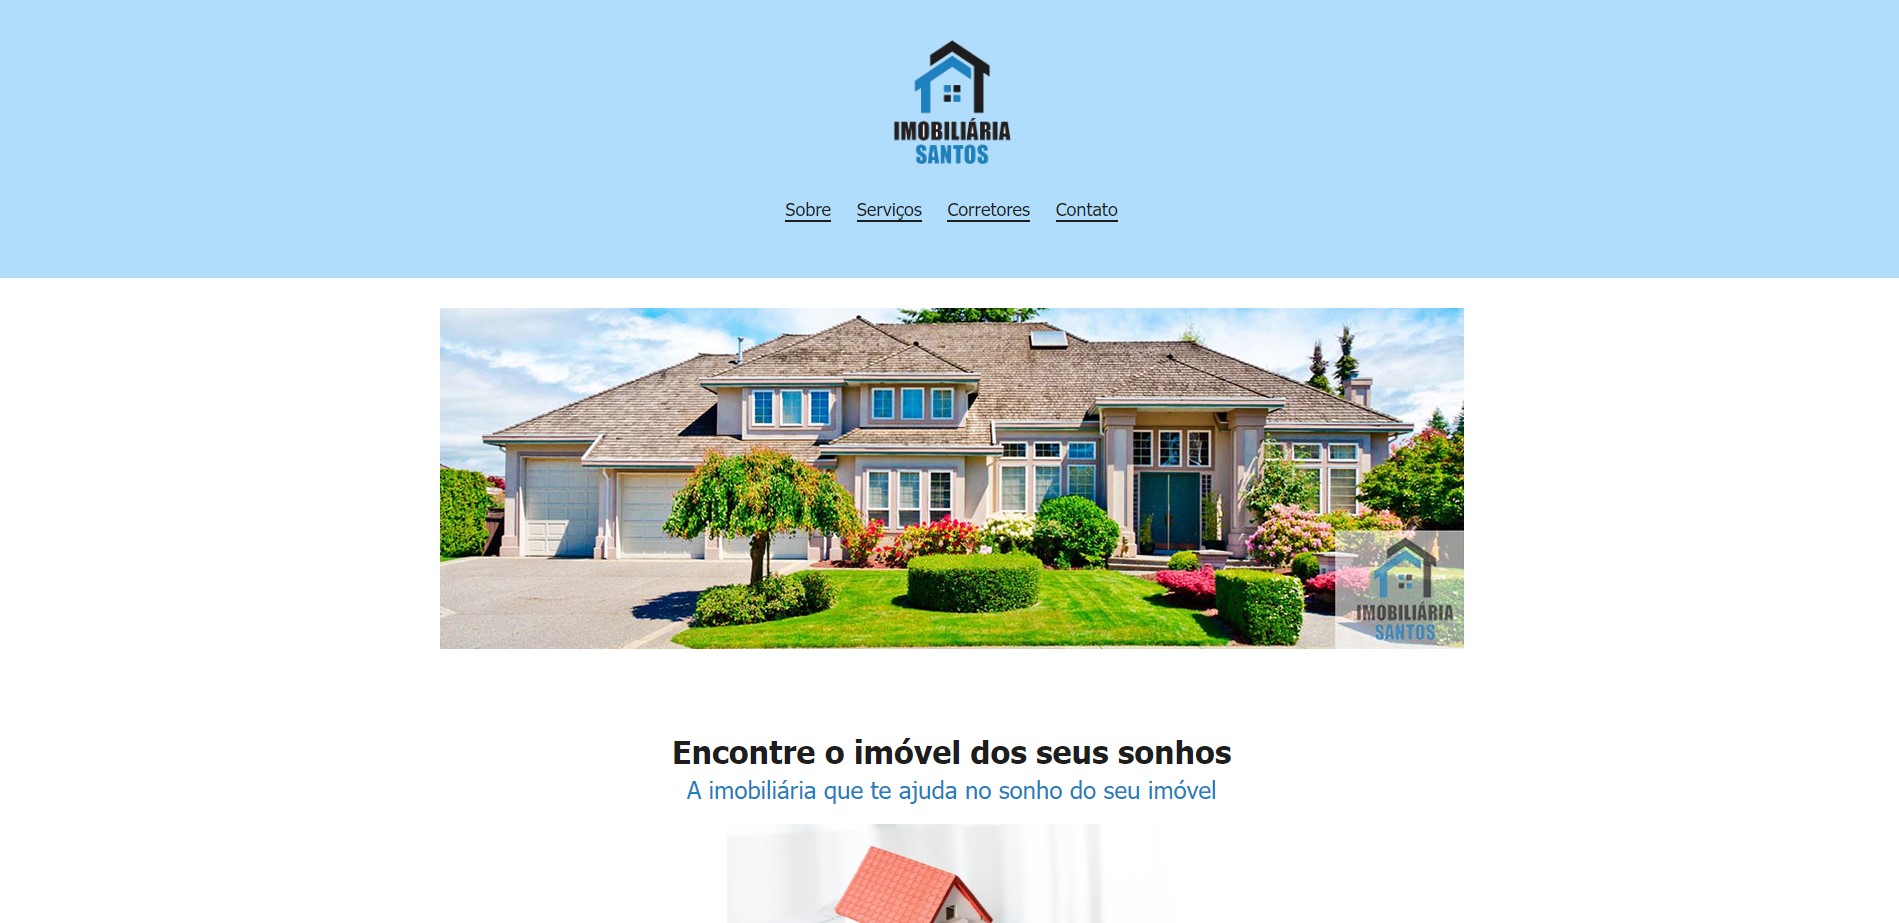 IMOBILIÁRIA
SANTOS
Sobre Serviços Corretores Contato
IMOBILIÁRIA
SANTOS
Encontre o imóvel dos seus sonhos
A imobiliária que te ajuda no sonho do seu imóvel